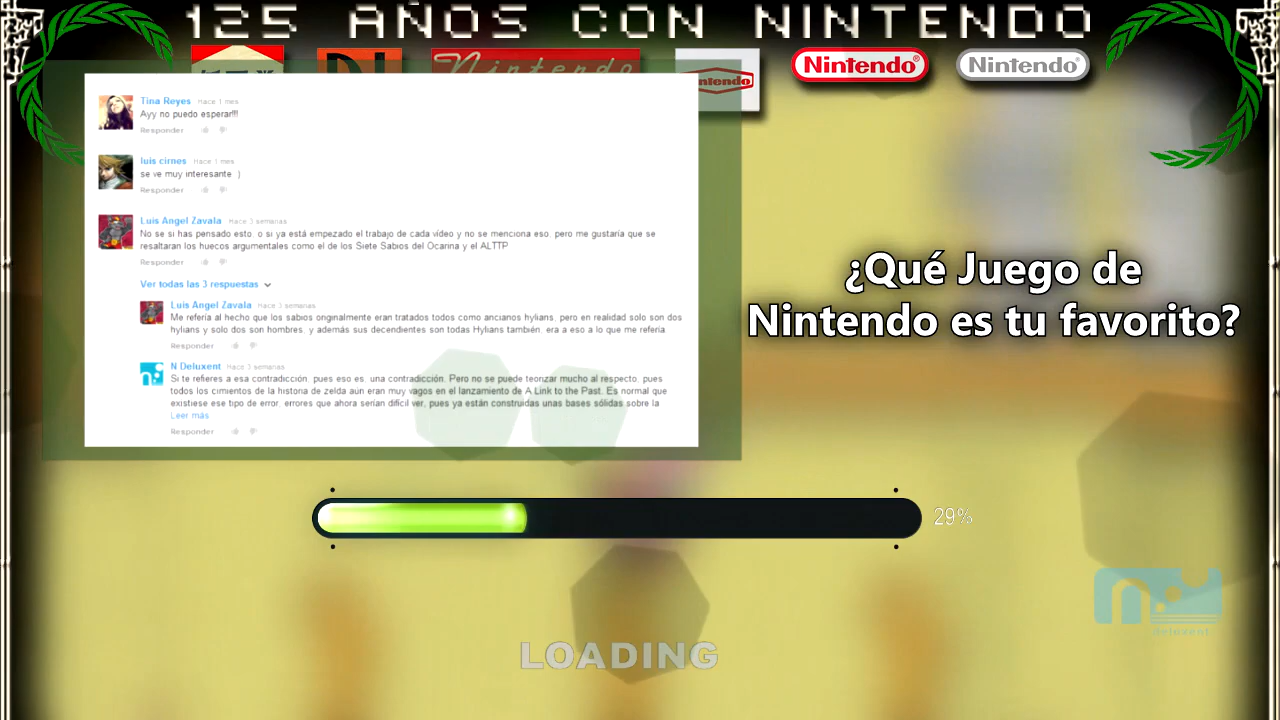 125 AÑOS CON NINTENDO
Nintendo
Nintendo
Nintendo®
Nintendo®
Tina Reyes Hace 1 mes
Ayy no puedo esperar!!!
Responder
luis cirnes Hace 1 mes
se ve muy interesante :)
Responder
Luis Angel Zavala Hace 3 semanas
No se si has pensado esto, o si ya está empezado el trabajo de cada vídeo y no se menciona eso, pero me gustaría que se
resaltaran los huecos argumentales como el de los Siete Sabios del Ocarina y el ALTTP
Responder
Ver todas las 3 respuestas
Luis Angel Zavala Hace 3 semanas
Me refería al hecho que los sabios originalmente eran tratados todos como ancianos hylians, pero en realidad solo son dos
hylians y solo dos son hombres, y además sus decendientes son todas Hylians también, era a eso a lo que me refería
Responder
N Deluxent Hace 3 semanas
Si te refieres a esa contradicción, pues eso es, una contradicción. Pero no se puede teorizar mucho al respecto, pues
todos los cimientos de la historia de zelda aún eran muy vagos en el lanzamiento de A Link to the Past. Es normal que
existiese ese tipo de error, errores que ahora serían difícil ver, pues ya están construidas unas bases sólidas sobre la
Leer más
Responder
¿Qué Juego de
Nintendo es tu favorito?
29%
LOADING
deluxent